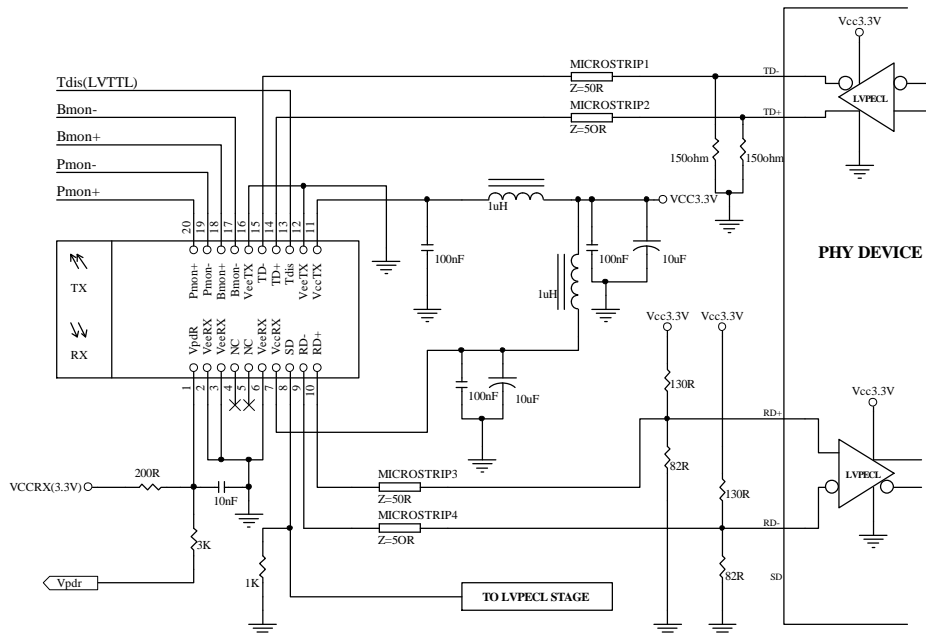 Vcc3.3V
MICROSTRIP1
TD-
Tdis(LVTTL)
Z=50R
LVPECL
Bmon-
MICROSTRIP2
TD+
Z=5OR
Bmon+
150ohm
150ohm
Pmon-
Pmon+
1uH
VCC3.3V
20
19
18
17
16
15
14
13
12
11
100nF
100nF
10uF
PHY DEVICE
TX
Pmon+
Pmon-
Bmon+
Bmon-
VeeTX
TD-
TD+
Tdis
VeeTX
VccTX
1uH
RX
VpdR
VeeRX
VeeRX
NC
NC
VeeRX
VccRX
SD
RD-
RD+
Vcc3.3V
Vcc3.3V
1
2
3
4
5
6
7
8
9
10
100nF
10uF
130R
Vcc3.3V
RD+
200R
MICROSTRIP3
82R
LVPECL
VCCRX(3.3V)
10nF
Z=50R
130R
MICROSTRIP4
RD-
3K
Z=5OR
Vpdr
1K
82R
SD
TO LVPECL STAGE